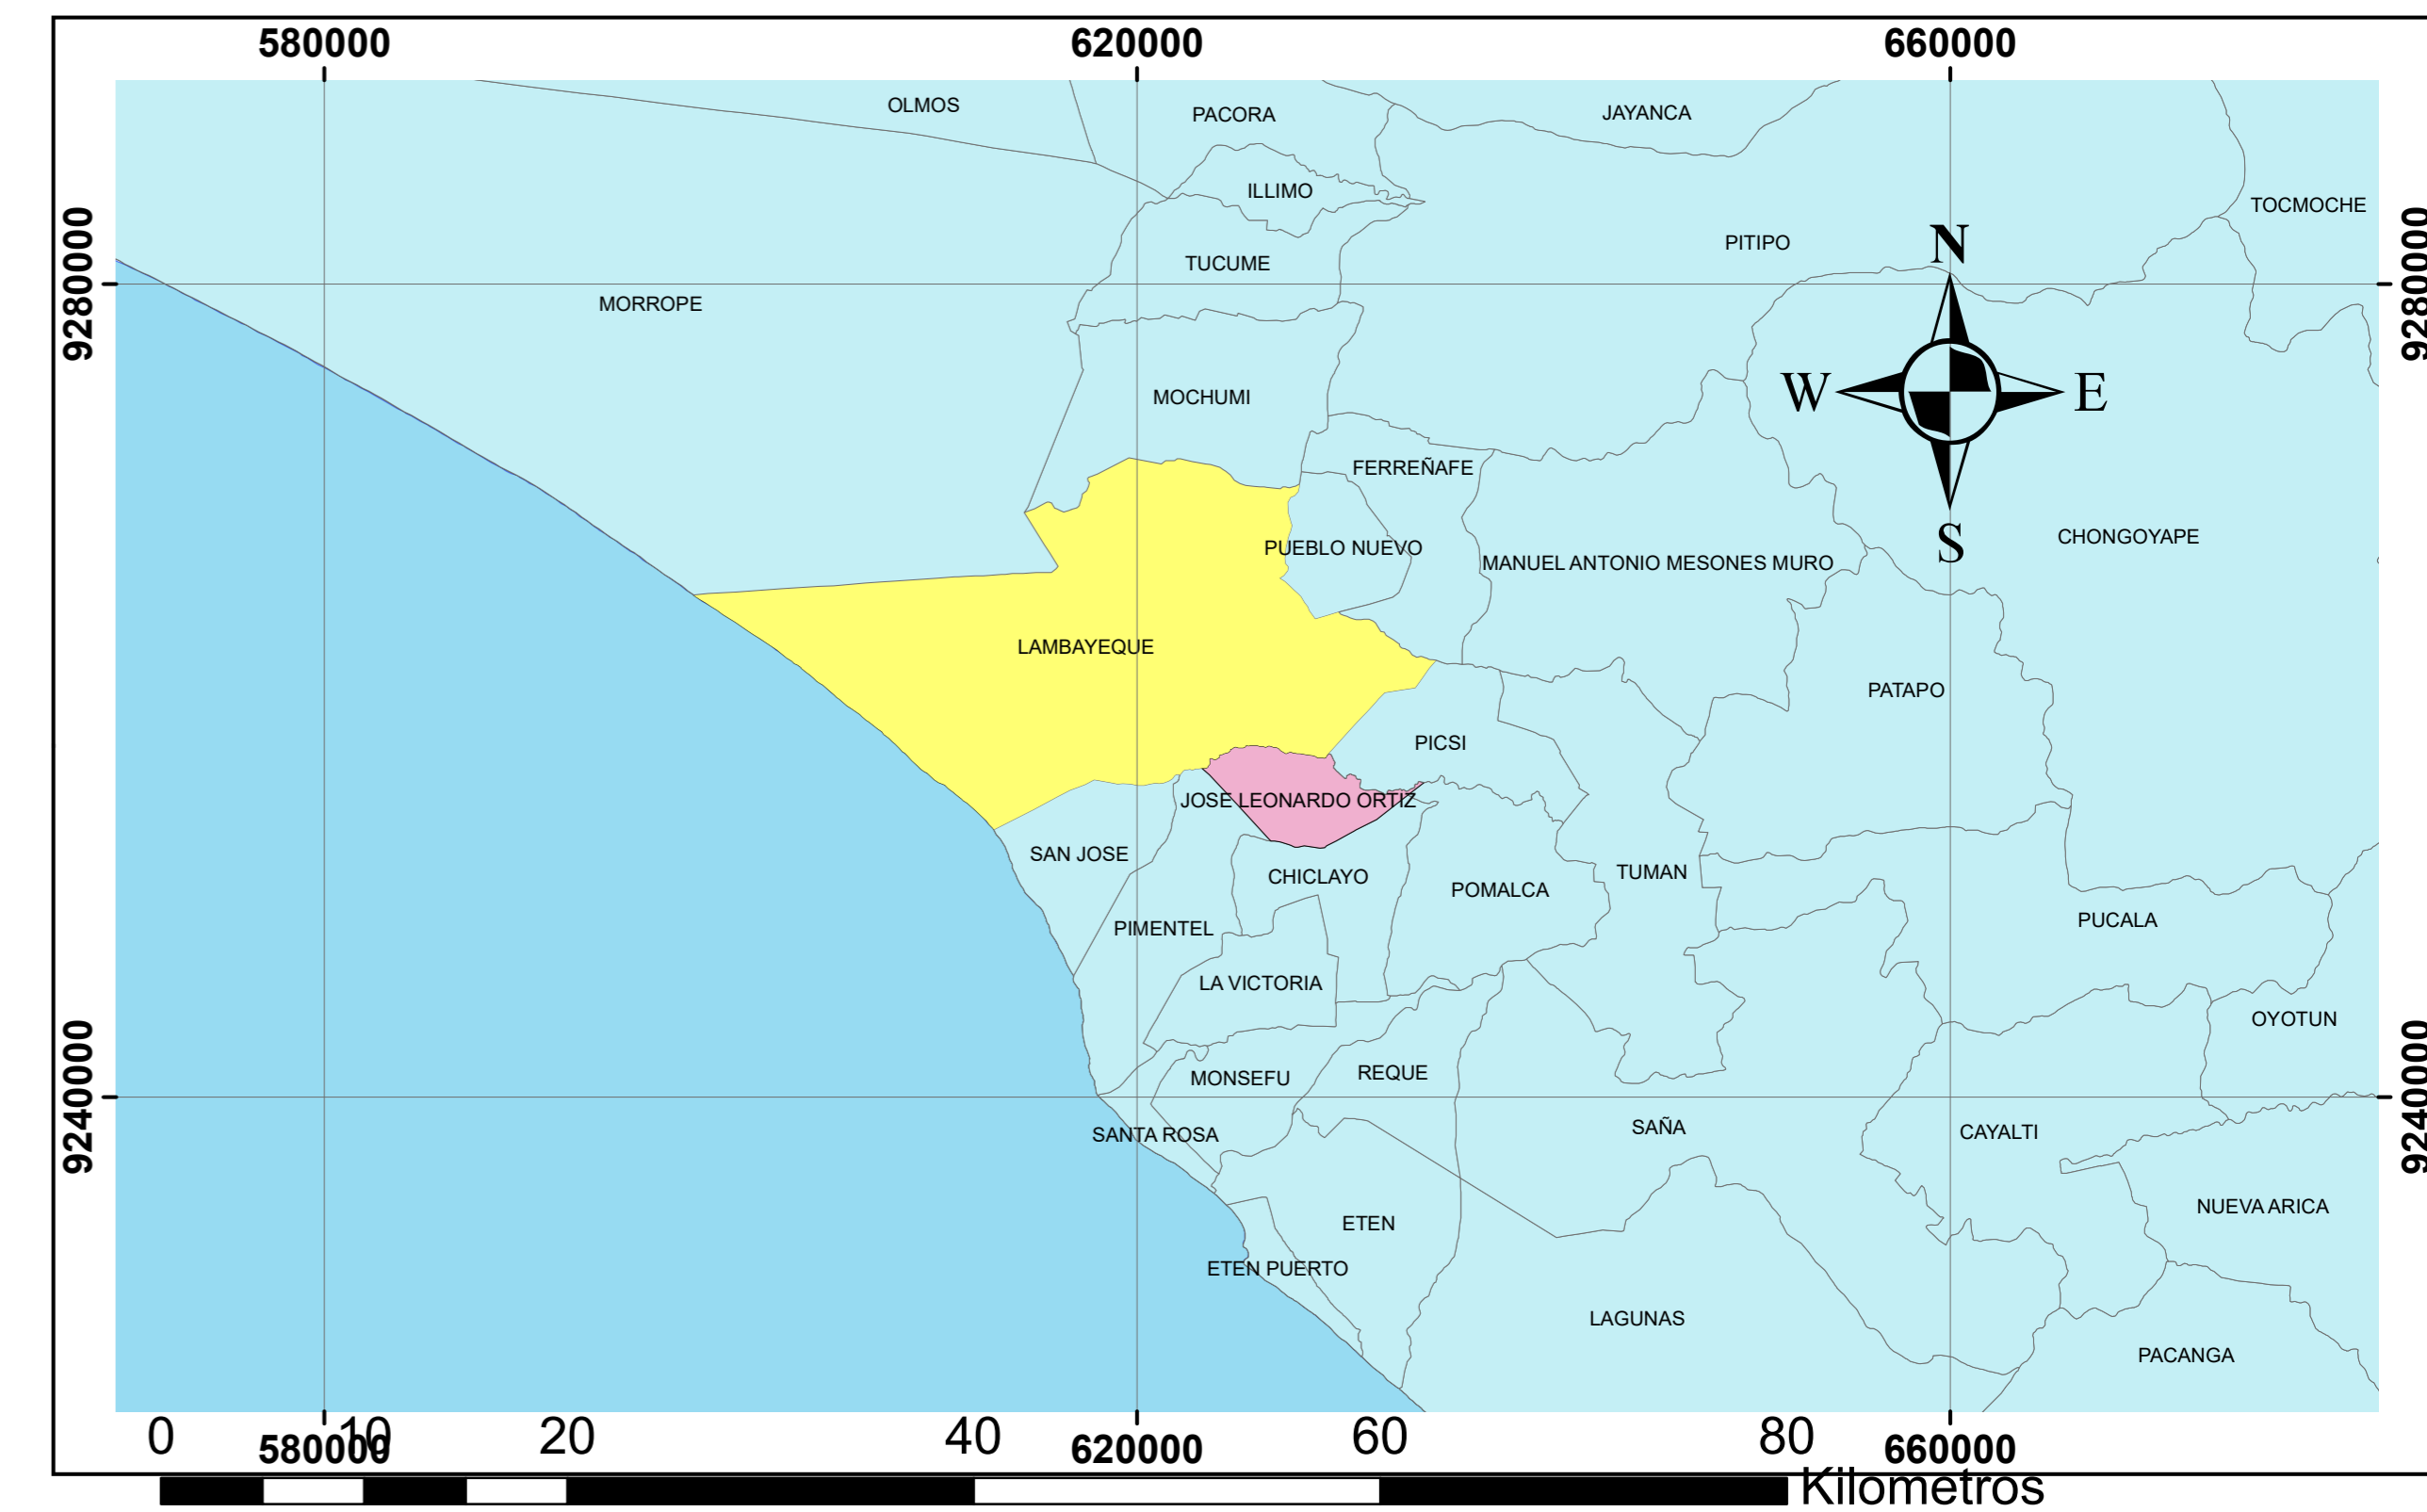 580000 620000 660000
OLMOS
PACORA
JAYANCA
ILLIMO
TOCMOCHE
9280000
9280000
PITIPO
N
TUCUME
MORROPE
W
E
MOCHUMI
FERREÑAFE
S
CHONGOYAPE
PUEBLO NUEVO
MANUEL ANTONIO MESONES MURO
LAMBAYEQUE
PATAPO
PICSI
JOSE LEONARDO ORTIZ
SAN JOSE
TUMAN
CHICLAYO
POMALCA
PUCALA
PIMENTEL
LA VICTORIA
OYOTUN
REQUE
MONSEFU
9240000
9240000
SAÑA
CAYALTI
SANTA ROSA
NUEVA ARICA
ETEN
ETEN PUERTO
LAGUNAS
PACANGA
0 10 20 40 60 80
580000 620000 660000
Kilometros